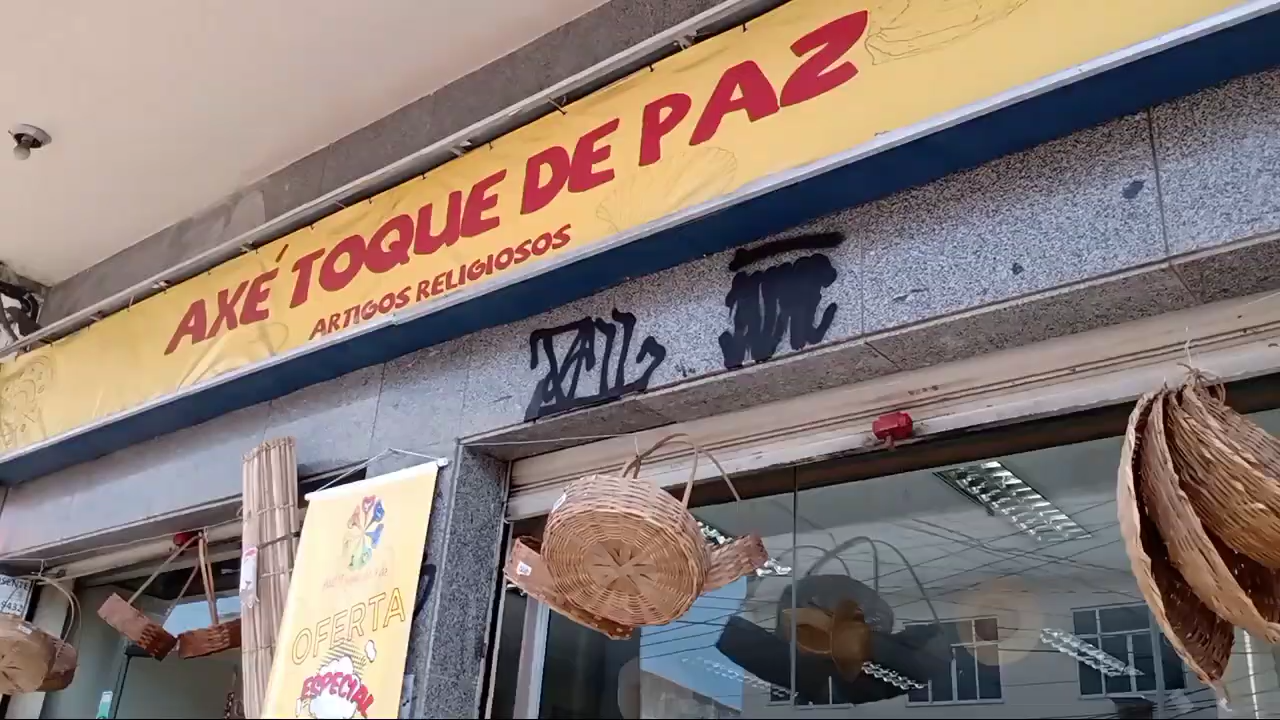 AXÉ TOQUE DE PAZ
ARTIGOS RELIGIOSOS
OFERTA
ESPECIAL